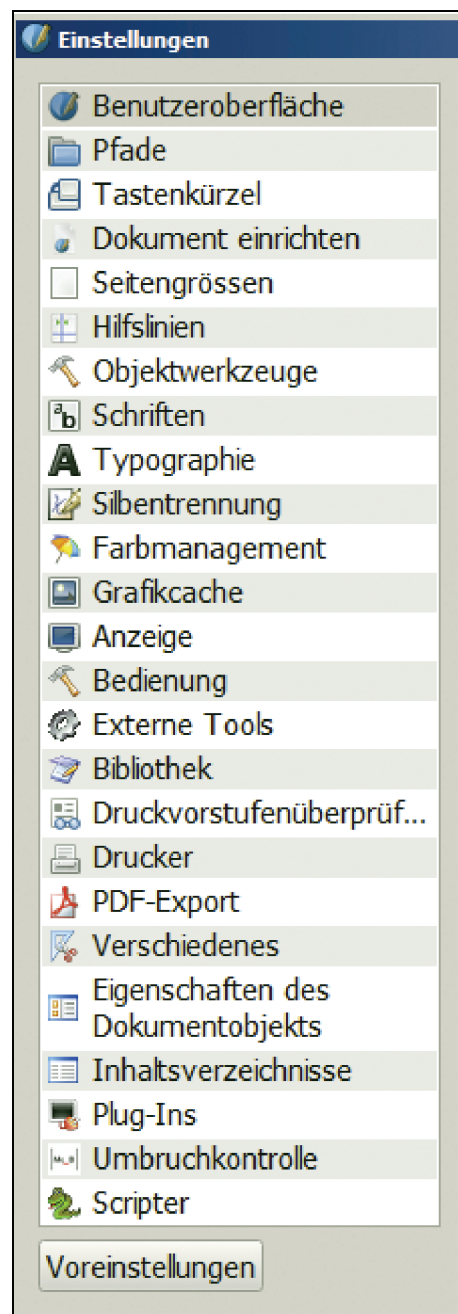 Einstellungen
Benutzeroberfläche
Pfade
Tastenkürzel
Dokument einrichten
Seitengrössen
Hilfslinien
Objektwerkzeuge
Schriften
Typographie
Silbentrennung
Farbmanagement
Grafikcache
Anzeige
Bedienung
Externe Tools
Bibliothek
Druckvorstufenüberprüf...
Drucker
PDF-Export
Verschiedenes
Eigenschaften des
Dokumentobjekts
Inhaltsverzeichnisse
Plug-Ins
Umbruchkontrolle
Scripter
Voreinstellungen